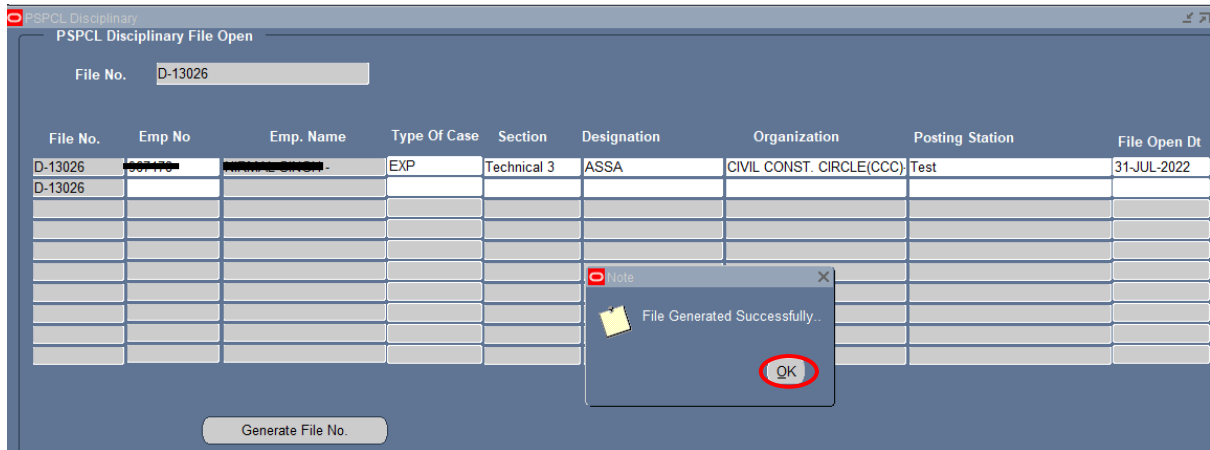 PSPCL Disciplinary
PSPCL Disciplinary File Open
File No. D-13026
File No. Emp No Emp. Name Type Of Case Section Designation Organization Posting Station File Open Dt
D-13026 - EXP Technical 3 ASSA CIVIL CONST. CIRCLE(CCC)- Test 31-JUL-2022
D-13026
Note
File Generated Successfully..
OK
Generate File No.